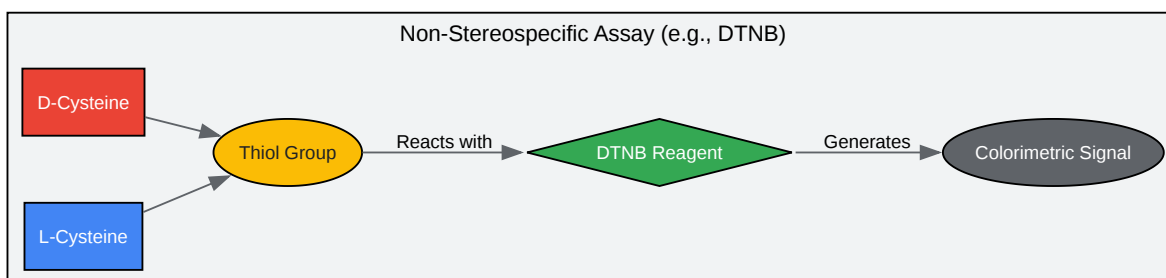 Non-Stereospecific Assay (e.g., DTNB)
D-Cysteine
Thiol Group
Reacts with
DTNB Reagent
Generates
Colorimetric Signal
L-Cysteine